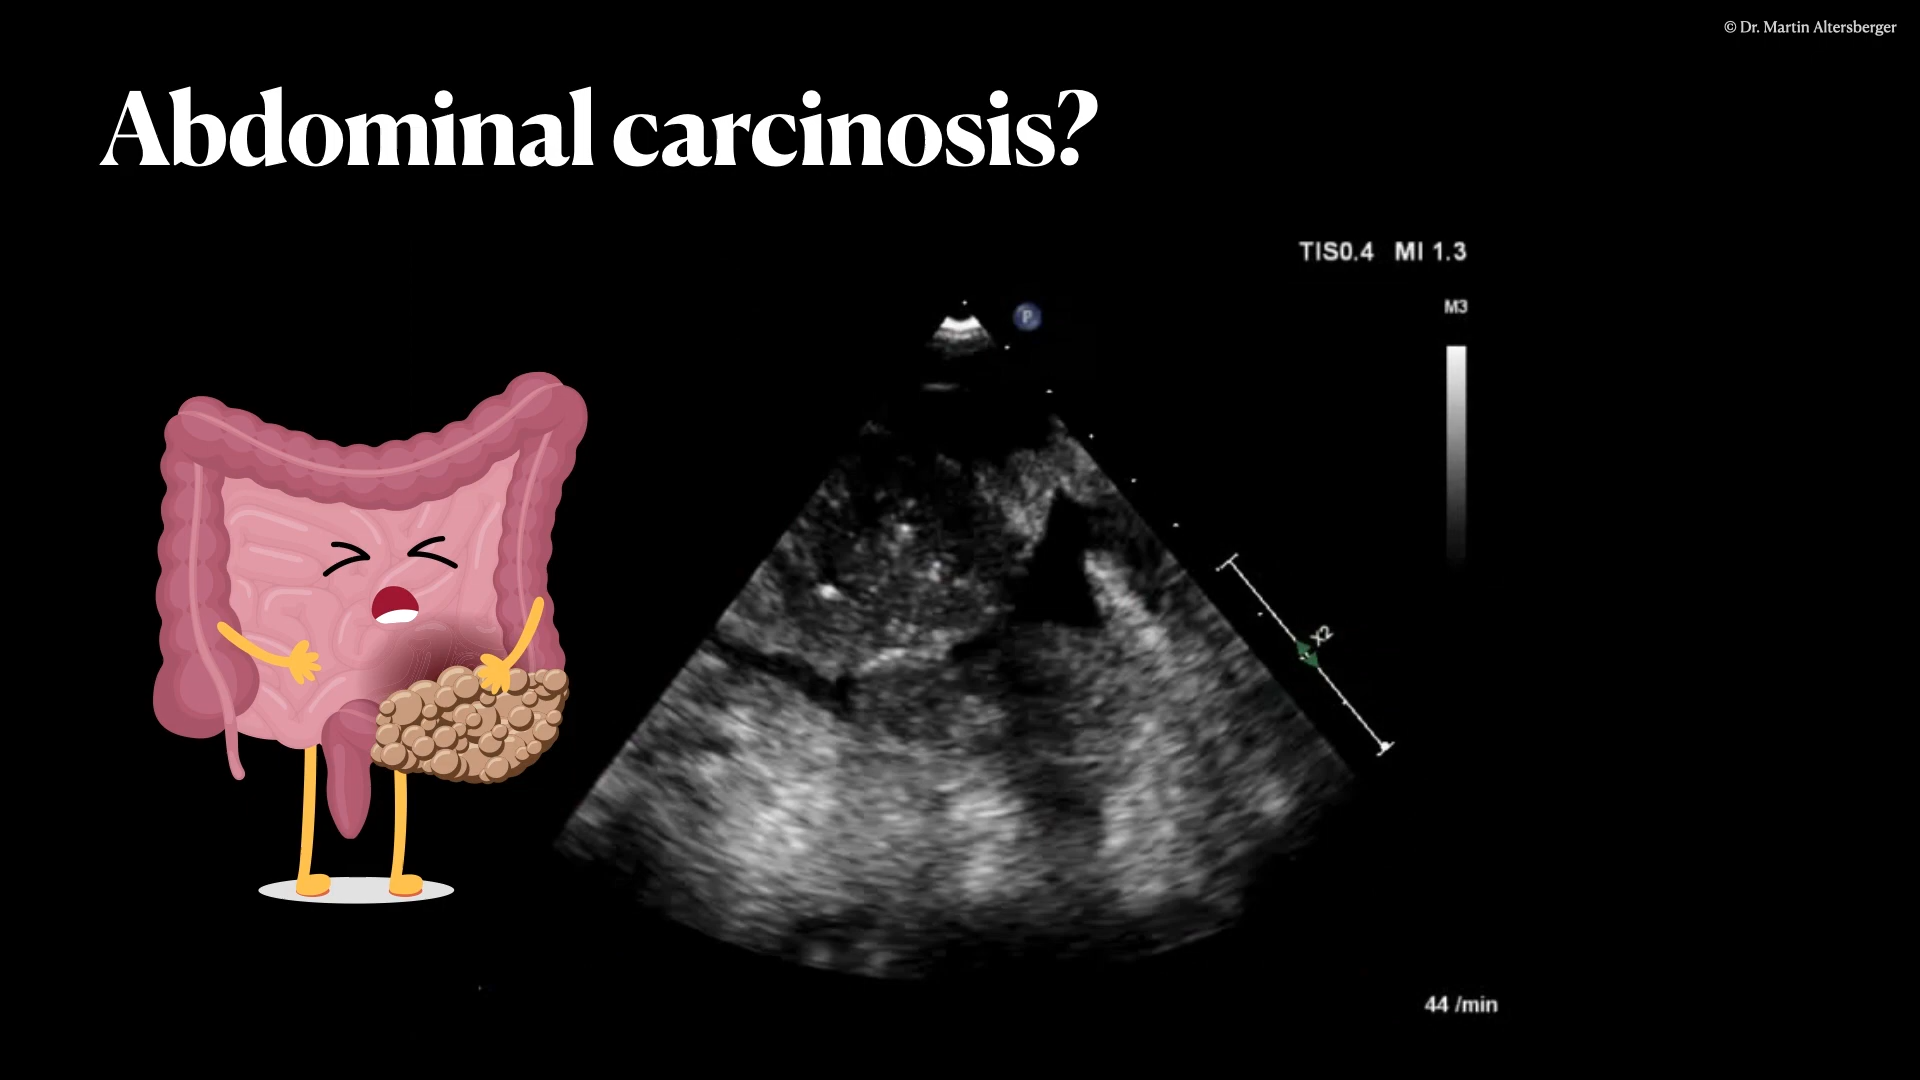 © Dr. Martin Altersberger
Abdominal carcinosis?
TIS0.4 MI 1.3
P
M3
X2
44 /min